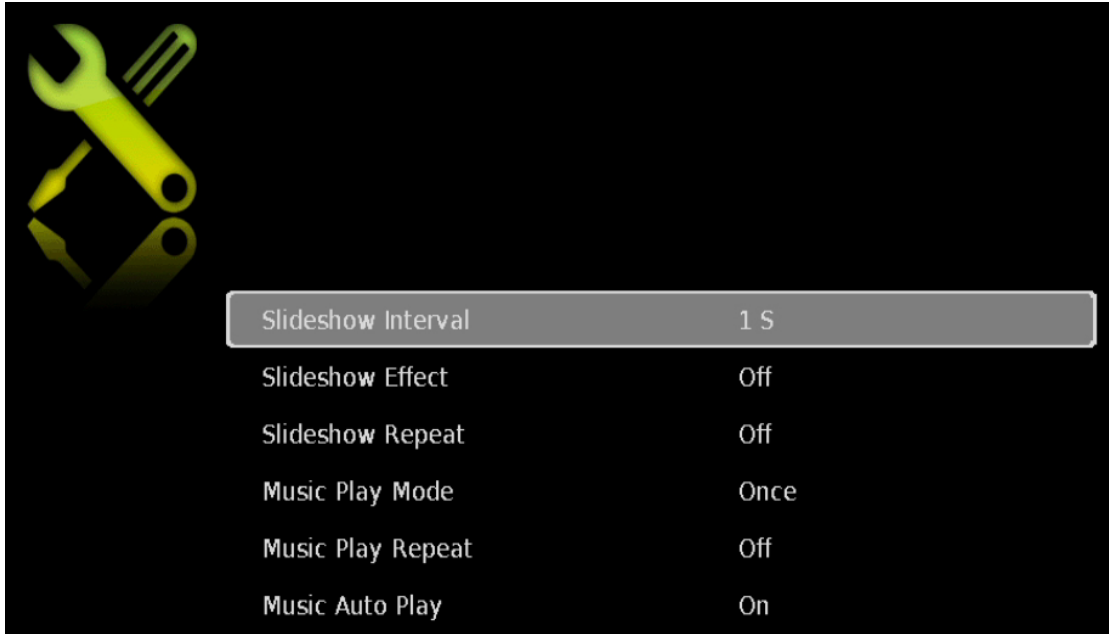 Slideshow Interval 1 S
Slideshow Effect Off
Slideshow Repeat Off
Music Play Mode Once
Music Play Repeat Off
Music Auto Play On